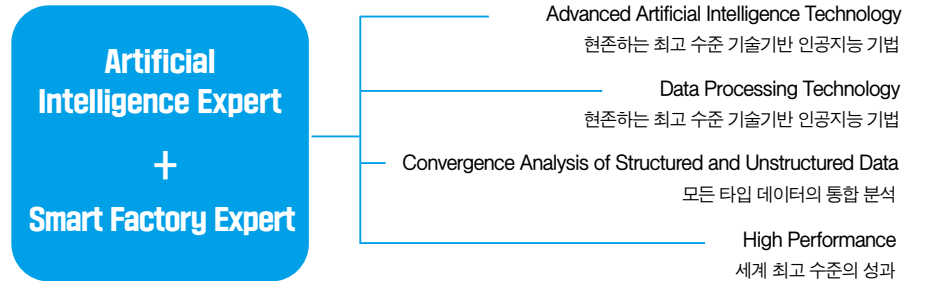 Artificial
Intelligence Expert
+
Smart Factory Expert
Advanced Artificial Intelligence Technology
현존하는 최고 수준 기술기반 인공지능 기법
Data Processing Technology
현존하는 최고 수준 기술기반 인공지능 기법
Convergence Analysis of Structured and Unstructured Data
모든 타입 데이터의 통합 분석
High Performance
세계 최고 수준의 성과